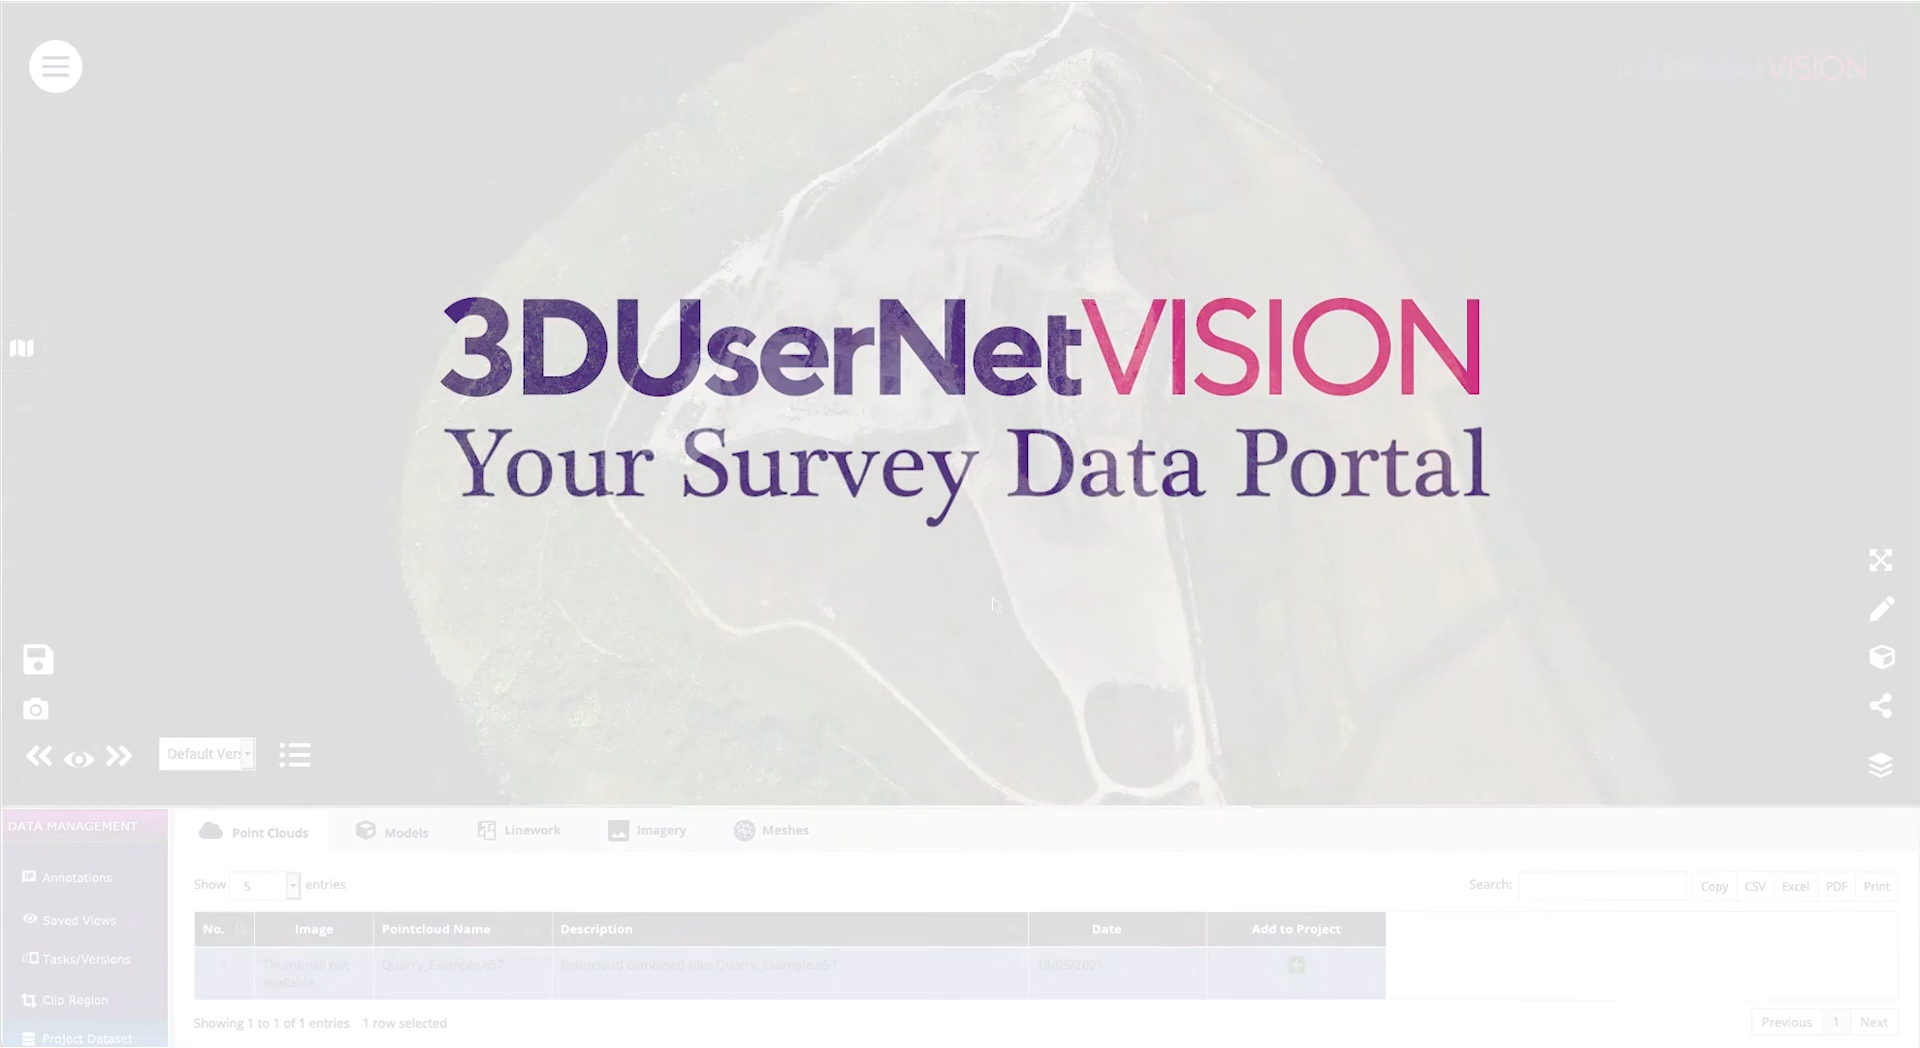 VISION
3DUserNetVISION
Your Survey Data Portal
Default Vers
DATA MANAGEMENT
Point Clouds
Models
Linework
Imagery
Meshes
Annotations
Saved Views
Tasks/Versions
Clip Region
Project Dataset
Show 5 entries
Search:
Copy CSV Excel PDF Print
No. Image Pointcloud Name Description Date Add to Project
1 Thumbnail not available Quarry_Example.e57 Pointcloud combined files Quarry_Example.e57 18/05/2021
Showing 1 to 1 of 1 entries 1 row selected
Previous 1 Next